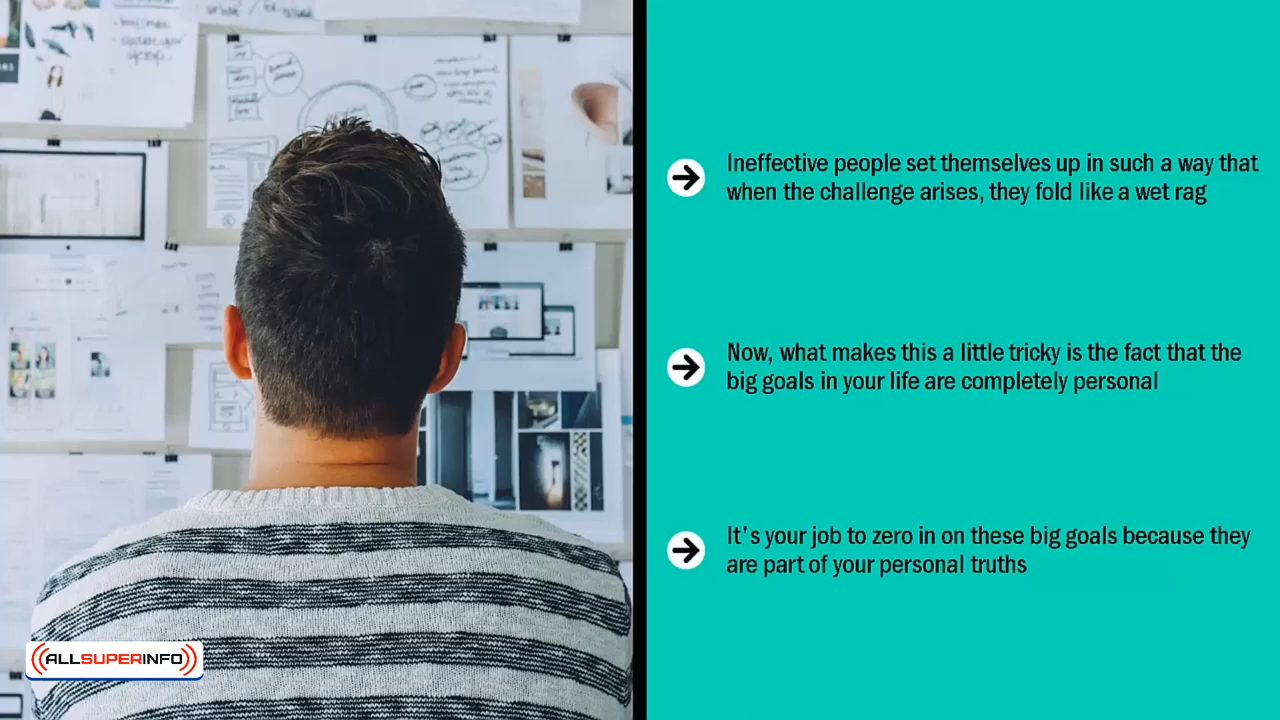 Ineffective people set themselves up in such a way that
when the challenge arises, they fold like a wet rag
Now, what makes this a little tricky is the fact that the
big goals in your life are completely personal
It's your job to zero in on these big goals because they
are part of your personal truths
ALLSUPERINFO